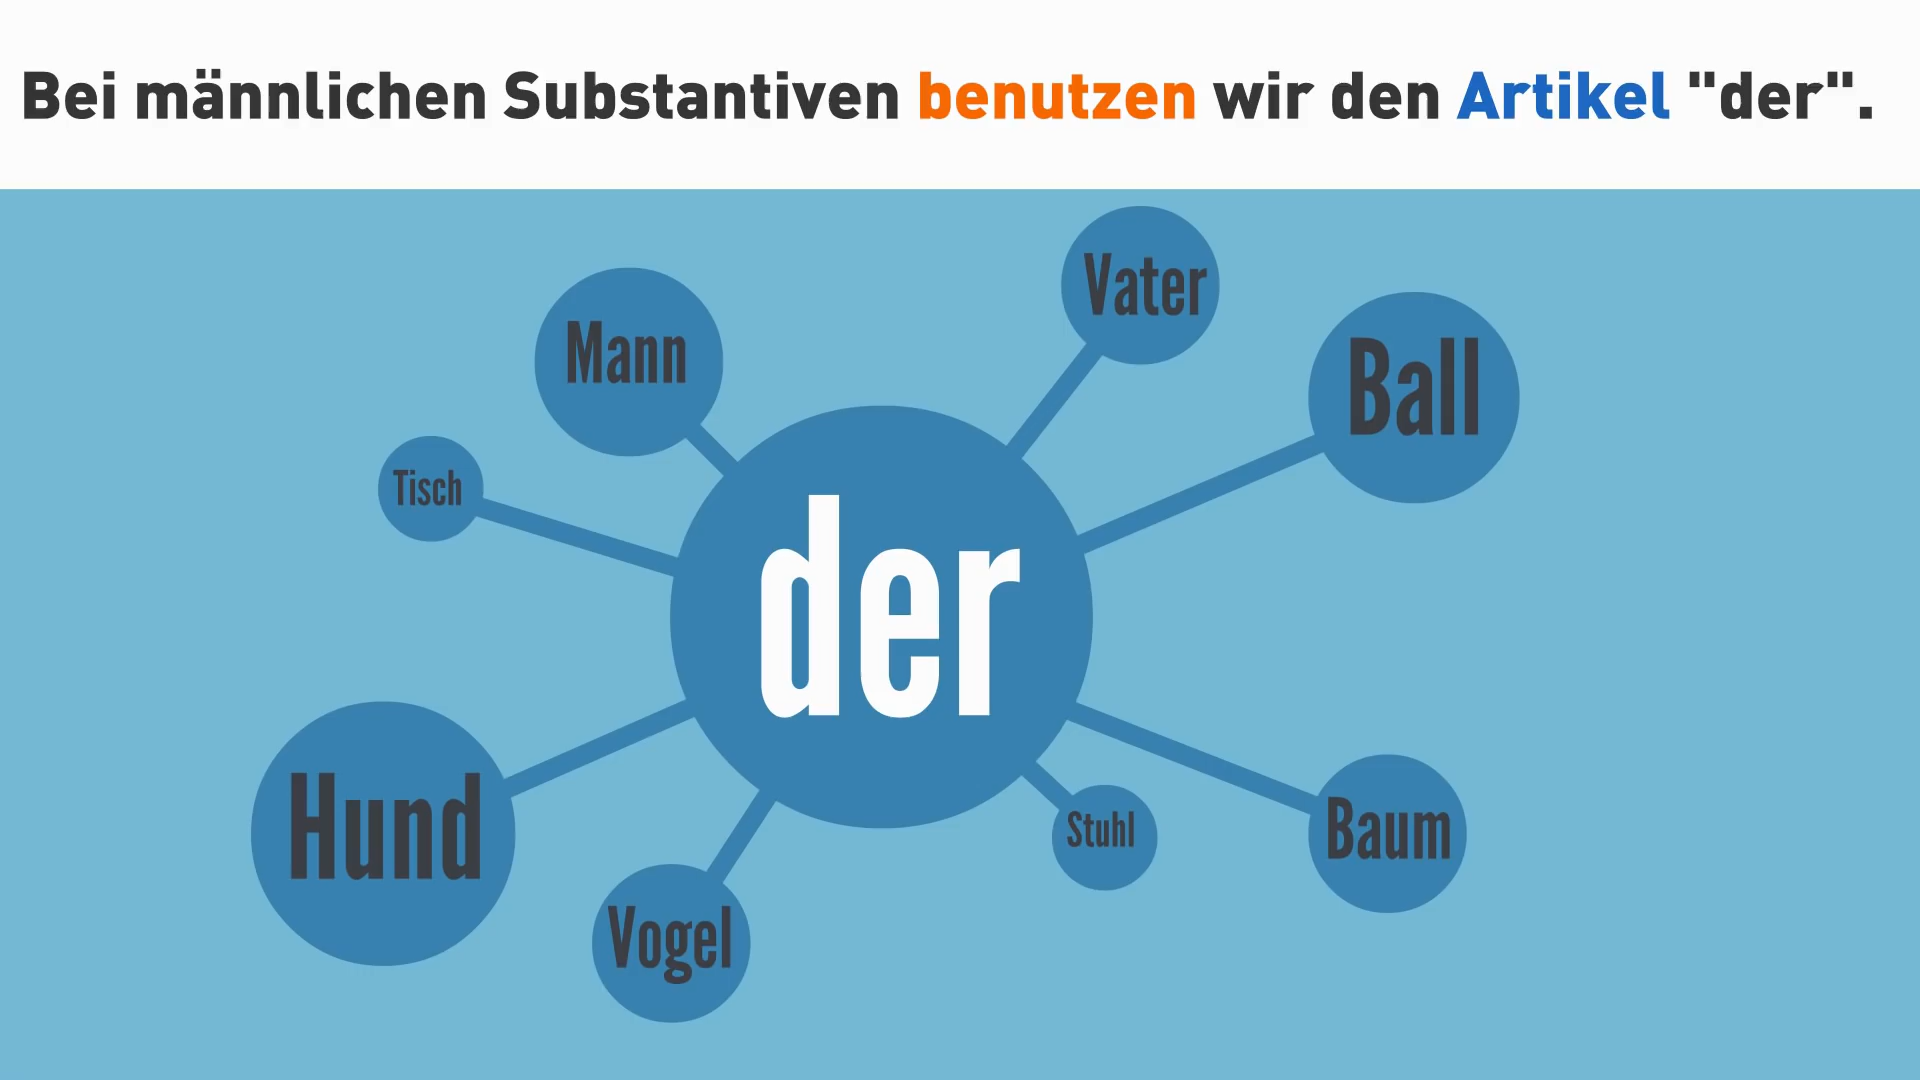 Bei männlichen Substantiven benutzen wir den Artikel "der".
Vater
Mann
Ball
Tisch
der
Hund
Stuhl
Baum
Vogel